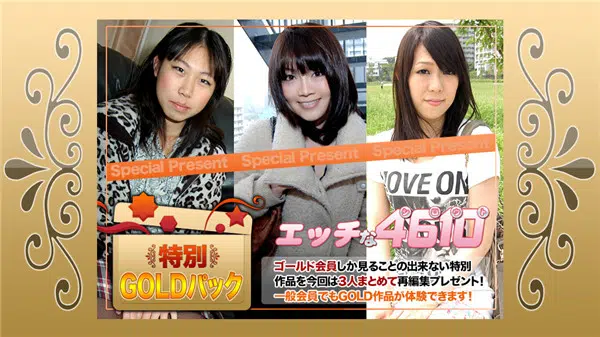 Special Present Special Present Special Present
LOVE ON
特別
GOLDパック
エッチな4610
シロウト
ゴールド会員しか見ることの出来ない特別
作品を今回は3人まとめて再編集プレゼント!
一般会員でもGOLD作品が体験できます!